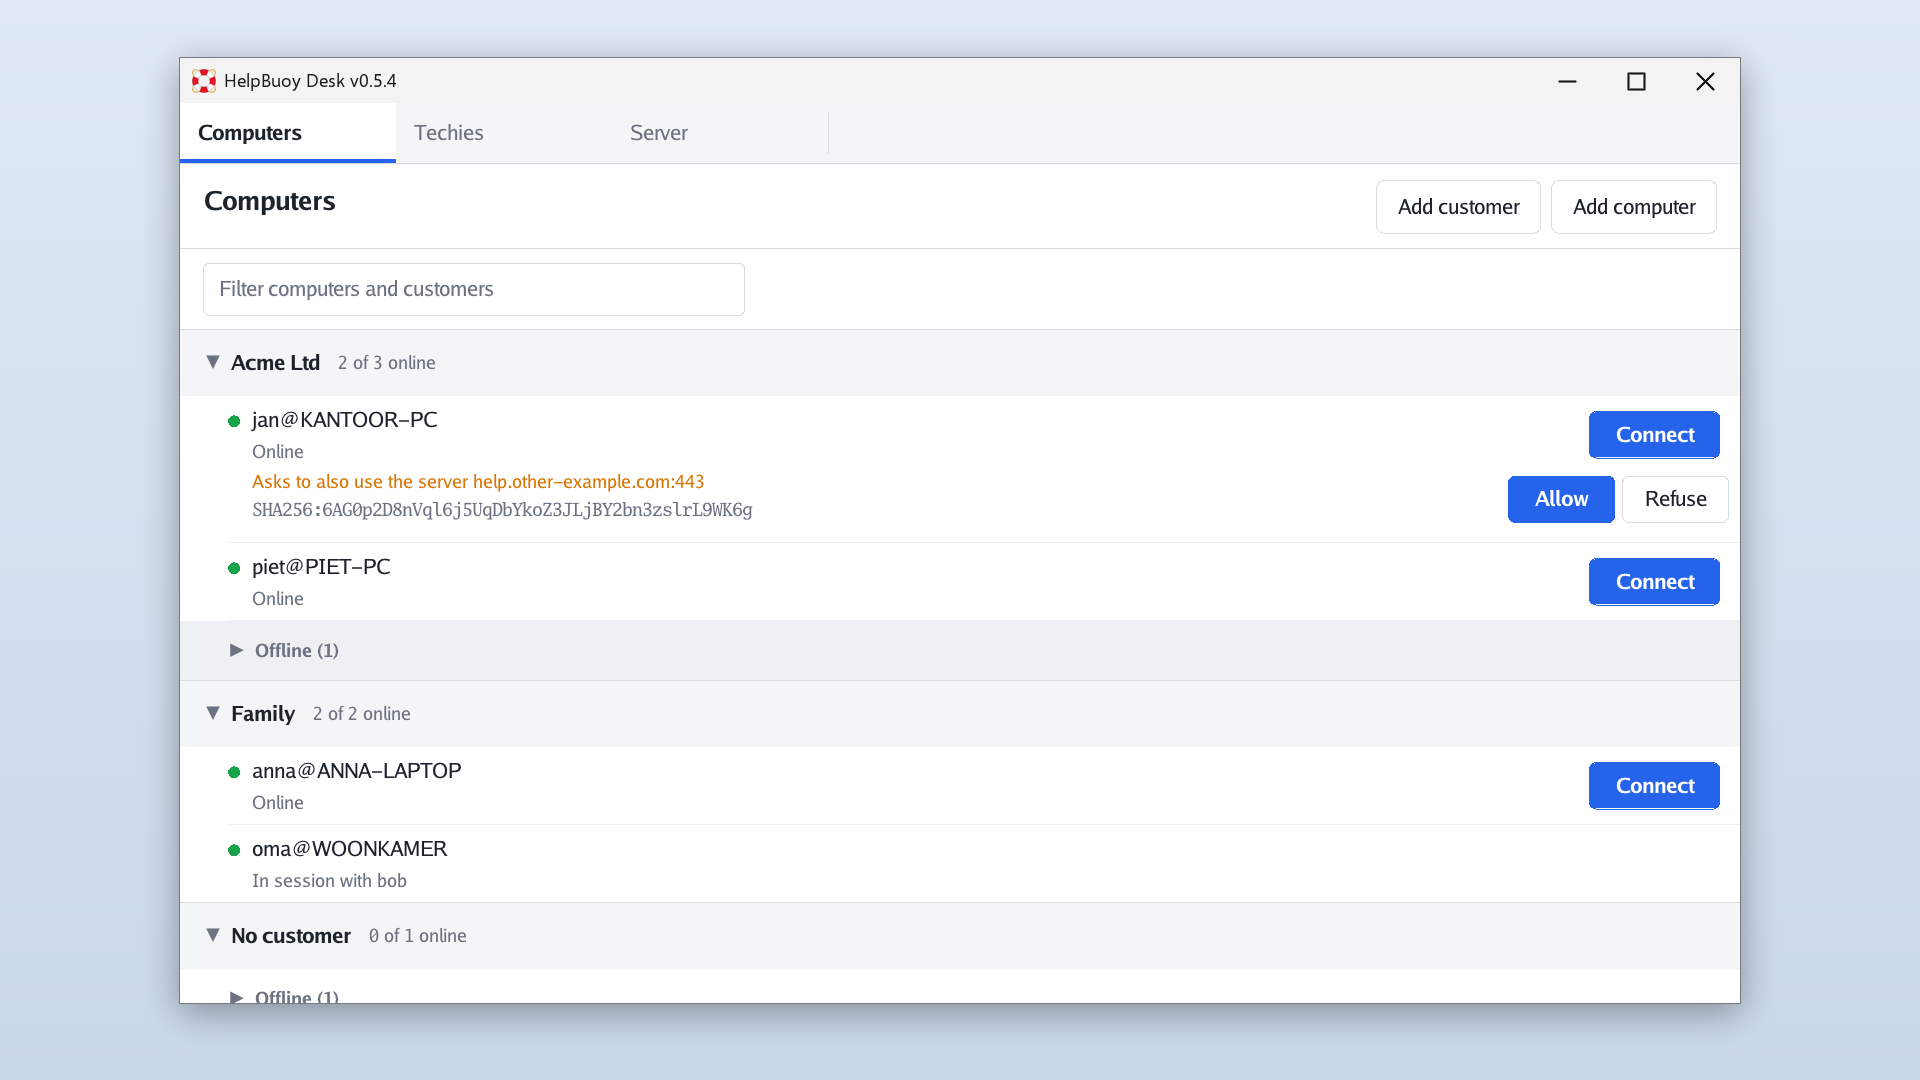 HelpBuoy Desk v0.5.4
Computers
Techies
Server
Computers
Add customer
Add computer
Filter computers and customers
Acme Ltd 2 of 3 online
jan@KANTOOR-PC
Online
Connect
Asks to also use the server help.other-example.com:443
SHA256:6AG0p2D8nVql6j5UqDbYkoZ3JLjBY2bn3zslrL9WK6g
Allow
Refuse
piet@PIET-PC
Online
Connect
Offline (1)
Family 2 of 2 online
anna@ANNA-LAPTOP
Online
Connect
oma@WOONKAMER
In session with bob
No customer 0 of 1 online
Offline (1)